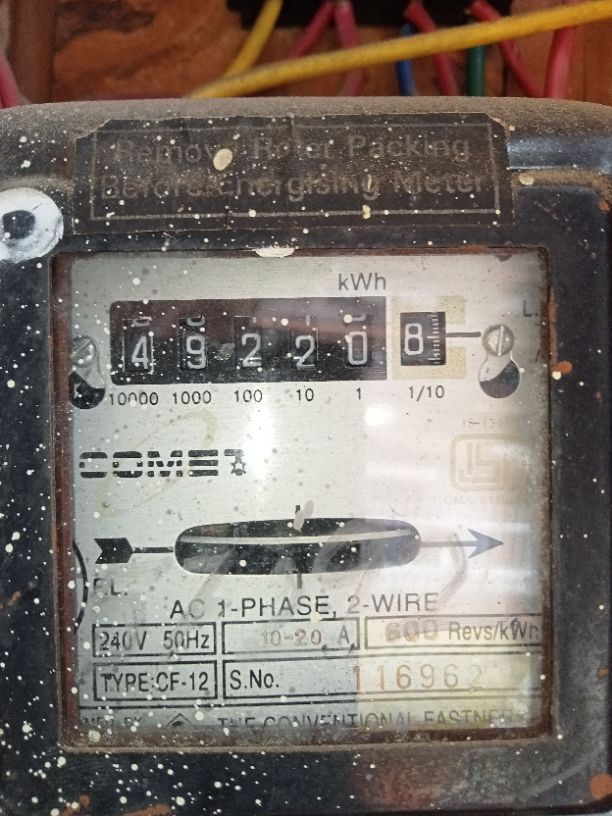 Remove Rotor Packing
Before Energising Meter
kWh
4 9 2 2 0 8
10000 1000 100 10 1 1/10
COMET
P.L.
AC 1-PHASE, 2-WIRE
240V 50Hz 10-20 A 600 Revs/kWh
TYPE:CF-12 S.No. 116962
THE CONVENTIONAL FASTNER